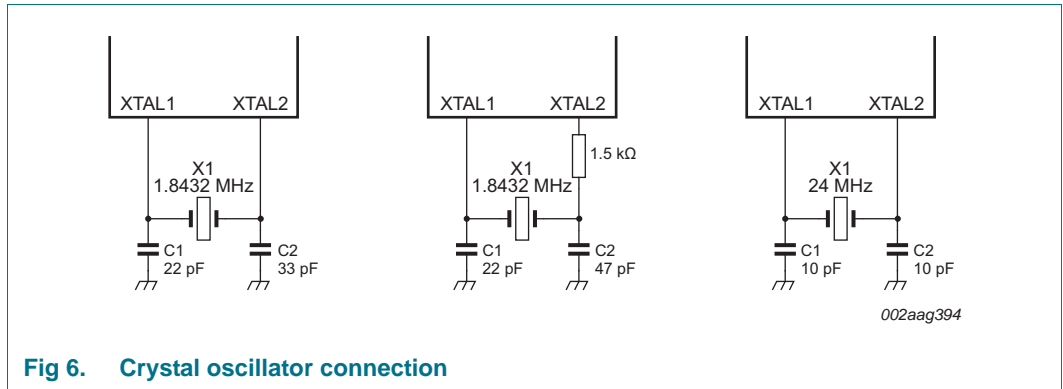 XTAL1 XTAL2
X1
1.8432 MHz
C1
22 pF
C2
33 pF
XTAL1 XTAL2
1.5 kΩ
X1
1.8432 MHz
C1
22 pF
C2
47 pF
XTAL1 XTAL2
X1
24 MHz
C1
10 pF
C2
10 pF
002aag394
Fig 6. Crystal oscillator connection